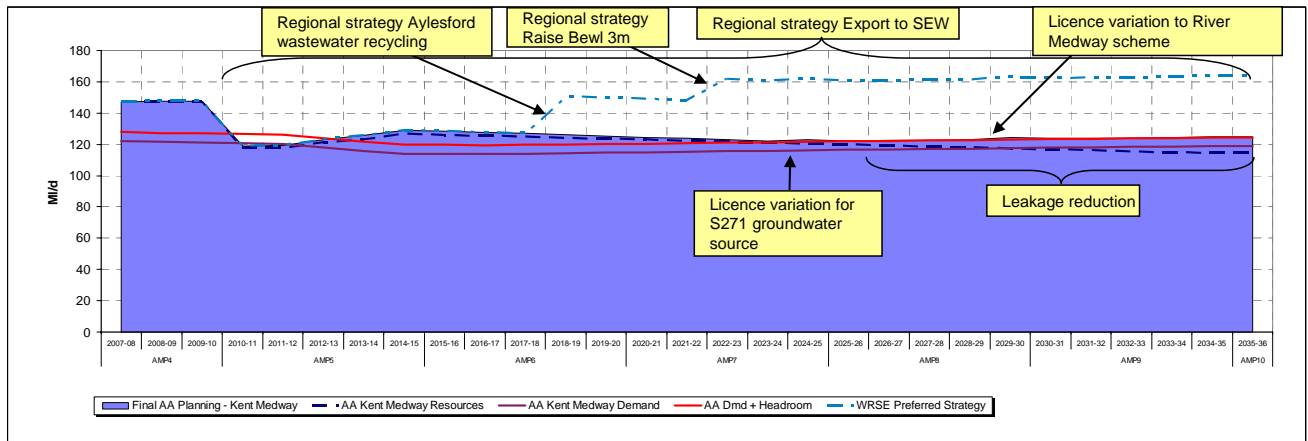 Regional strategy Aylesford
wastewater recycling
Regional strategy
Raise Bewl 3m
Regional strategy Export to SEW
Licence variation to River
Medway scheme
180
160
140
120
100
80
60
40
20
0
Ml/d
Licence variation for
S271 groundwater
source
Leakage reduction
2007-08 2008-09 2009-10 2010-11 2011-12 2012-13 2013-14 2014-15 2015-16 2016-17 2017-18 2018-19 2019-20 2020-21 2021-22 2022-23 2023-24 2024-25 2025-26 2026-27 2027-28 2028-29 2029-30 2030-31 2031-32 2032-33 2033-34 2034-35 2035-36
AMP4 AMP5 AMP6 AMP7 AMP8 AMP9 AMP10
Final AA Planning - Kent Medway AA Kent Medway Resources AA Kent Medway Demand AA Dmd + Headroom WRSE Preferred Strategy